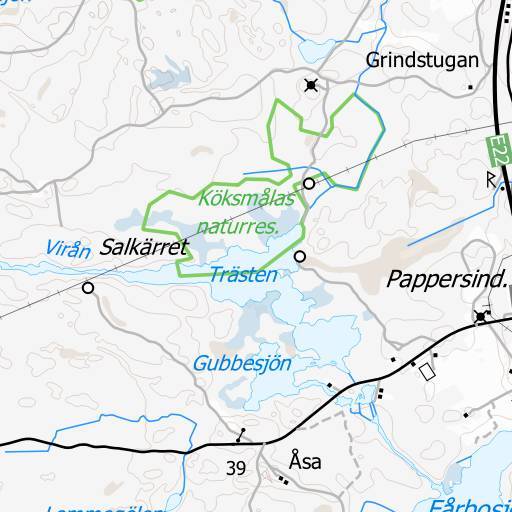 Grindstugan
E22
R
Köksmålas
naturres.
Virån
Salkärret
Trästen
Pappersind.
Gubbesjön
39
Åsa